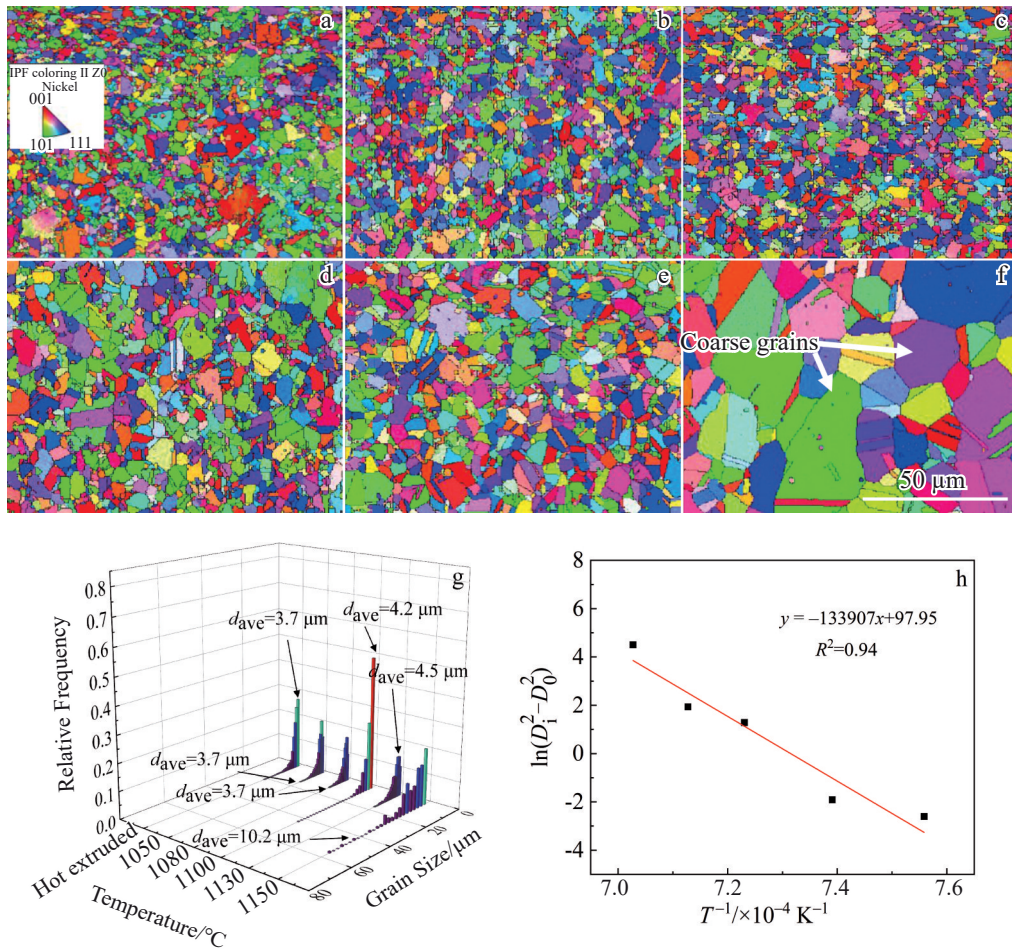 a
b
c
IPF coloring II Z0
Nickel
001
101
111
d
e
f
Coarse grains
50 μm
g
Relative Frequency
0.8
0.7
0.6
0.5
0.4
0.3
0.2
0.1
0.0
d_ave=3.7 μm
d_ave=4.2 μm
d_ave=4.5 μm
d_ave=3.7 μm
d_ave=3.7 μm
d_ave=10.2 μm
Hot extruded
1050
1080
1100
1130
1150
Temperature/°C
80
60
40
20
0
Grain Size/μm
h
ln(D_i^2−D_0^2)
8
6
4
2
0
-2
-4
y = −133907x+97.95
R^2=0.94
7.0
7.2
7.4
7.6
T^−1/×10^−4 K^−1